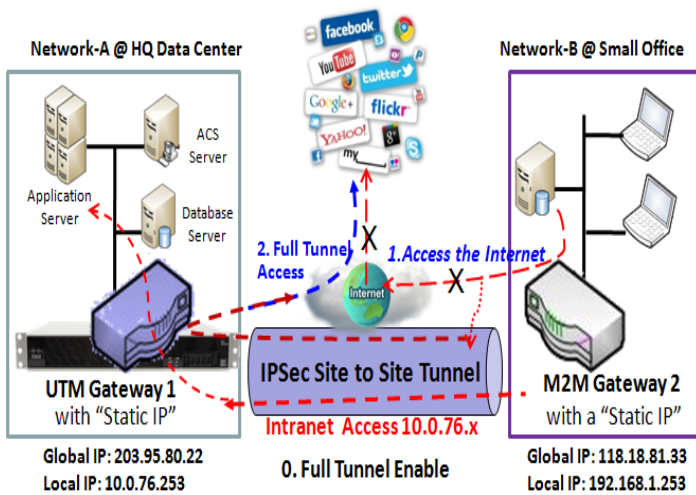 Network-A @ HQ Data Center
Network-B @ Small Office
facebook
YouTube
twitter
Google+
flickr
YAHOO!
g+
my___
ACS
Server
Application
Server
Database
Server
2. Full Tunnel
Access
1.Access the Internet
X
X
Internet
IPSec Site to Site Tunnel
UTM Gateway 1
with “Static IP”
M2M Gateway 2
with a “Static IP”
Intranet Access 10.0.76.x
Global IP: 203.95.80.22
Local IP: 10.0.76.253
0. Full Tunnel Enable
Global IP: 118.18.81.33
Local IP: 192.168.1.253